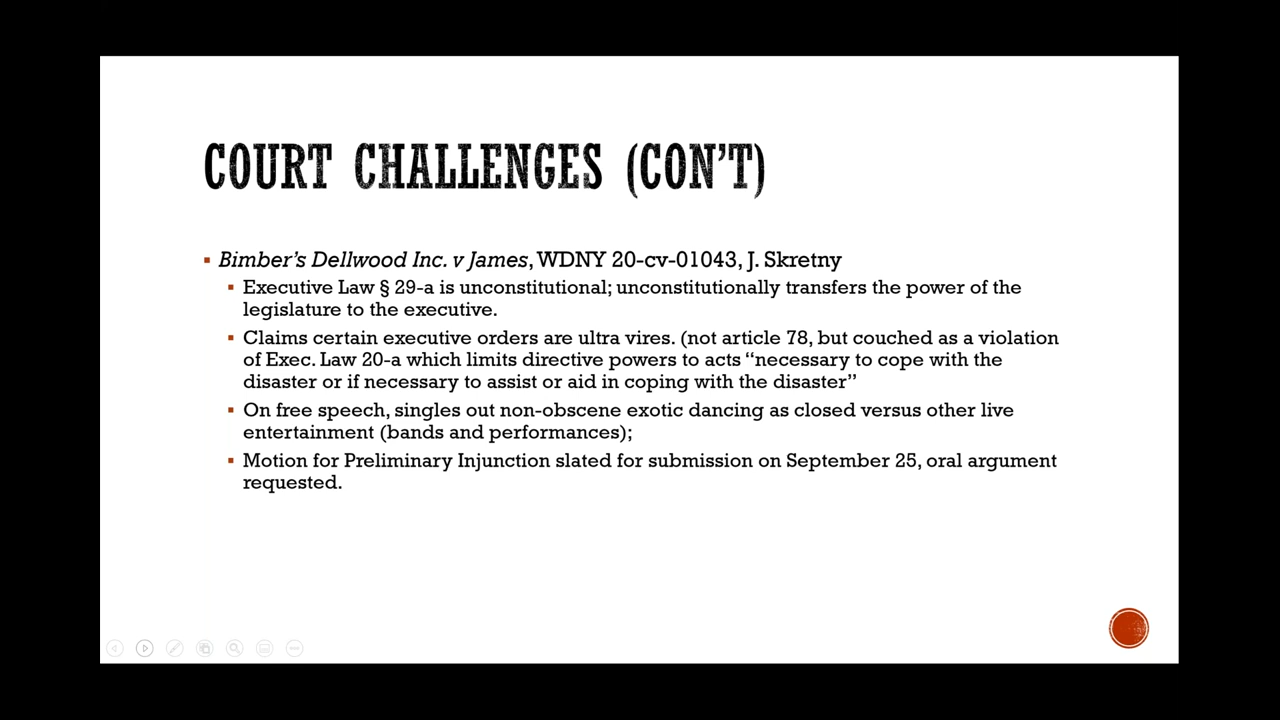 COURT CHALLENGES (CON'T)
▪ Bimber's Dellwood Inc. v James, WDNY 20-cv-01043, J. Skretny
▪ Executive Law § 29-a is unconstitutional; unconstitutionally transfers the power of the
legislature to the executive.
▪ Claims certain executive orders are ultra vires. (not article 78, but couched as a violation
of Exec. Law 20-a which limits directive powers to acts “necessary to cope with the
disaster or if necessary to assist or aid in coping with the disaster”
▪ On free speech, singles out non-obscene exotic dancing as closed versus other live
entertainment (bands and performances);
▪ Motion for Preliminary Injunction slated for submission on September 25, oral argument
requested.